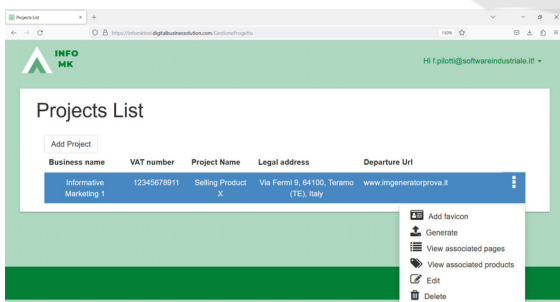 Projects List
https://infomktool.digitalbusinesssolution.com/GestioneProgetto
150%
INFO
MK
Hi f.pilotti@softwareindustriale.it!
Projects List
Add Project
Business name VAT number Project Name Legal address Departure Url
Informative 12345678911 Selling Product Via Fermi 9, 64100, Teramo www.imgeneratorprova.it
Marketing 1 X (TE), Italy
Add favicon
Generate
View associated pages
View associated products
Edit
Delete